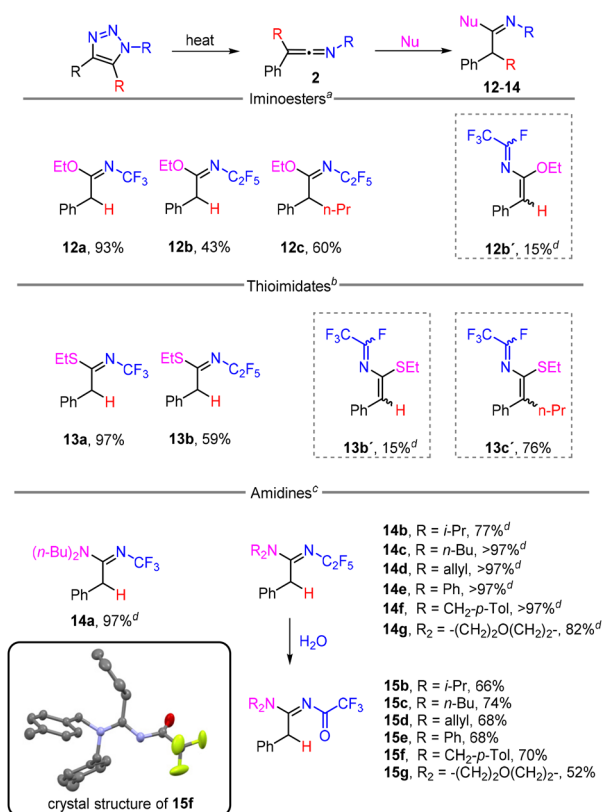 N N N R R R
heat
R Ph N R
2
Nu
Nu N R Ph R
12-14
Iminoestersᵃ
EtO N CF₃ Ph H
12a, 93%
EtO N C₂F₅ Ph H
12b, 43%
EtO N C₂F₅ Ph n-Pr
12c, 60%
F₃C F N OEt Ph H
12b´, 15%ᵈ
Thioimidatesᵇ
EtS N CF₃ Ph H
13a, 97%
EtS N C₂F₅ Ph H
13b, 59%
F₃C F N SEt Ph H
13b´, 15%ᵈ
F₃C F N SEt Ph n-Pr
13c´, 76%
Amidinesᶜ
(n-Bu)₂N N CF₃ Ph H
14a, 97%ᵈ
R₂N N C₂F₅ Ph H
14b, R = i-Pr, 77%ᵈ
14c, R = n-Bu, >97%ᵈ
14d, R = allyl, >97%ᵈ
14e, R = Ph, >97%ᵈ
14f, R = CH₂-p-Tol, >97%ᵈ
14g, R₂ = -(CH₂)₂O(CH₂)₂-, 82%ᵈ
H₂O
R₂N N CF₃ O Ph H
15b, R = i-Pr, 66%
15c, R = n-Bu, 74%
15d, R = allyl, 68%
15e, R = Ph, 68%
15f, R = CH₂-p-Tol, 70%
15g, R₂ = -(CH₂)₂O(CH₂)₂-, 52%
crystal structure of 15f